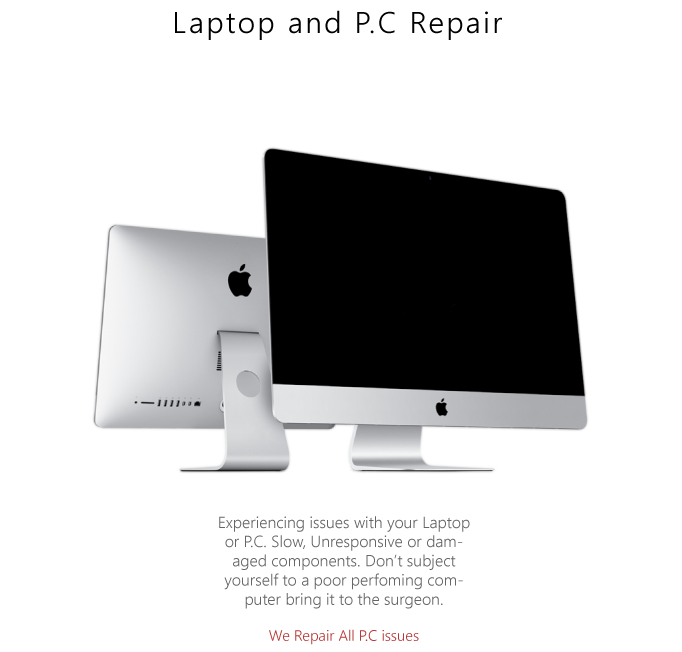 Laptop and P.C Repair
Experiencing issues with your Laptop
or P.C. Slow, Unresponsive or dam-
aged components. Don't subject
yourself to a poor perfoming com-
puter bring it to the surgeon.
We Repair All P.C issues